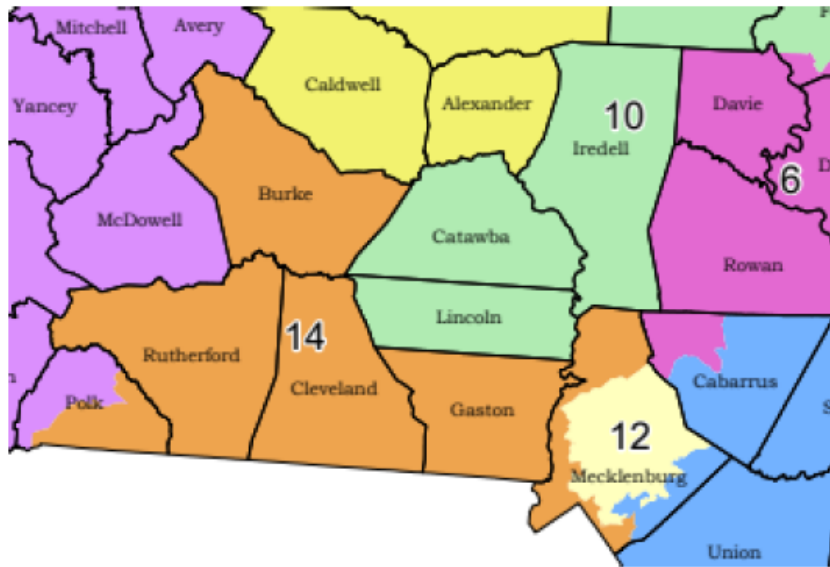 Mitchell
Avery
Yancey
Caldwell
Alexander
10
Iredell
Davie
6
D
McDowell
Burke
Catawba
Rowan
Lincoln
14
Rutherford
Cleveland
Gaston
Polk
Cabarrus
12
Mecklenburg
Union